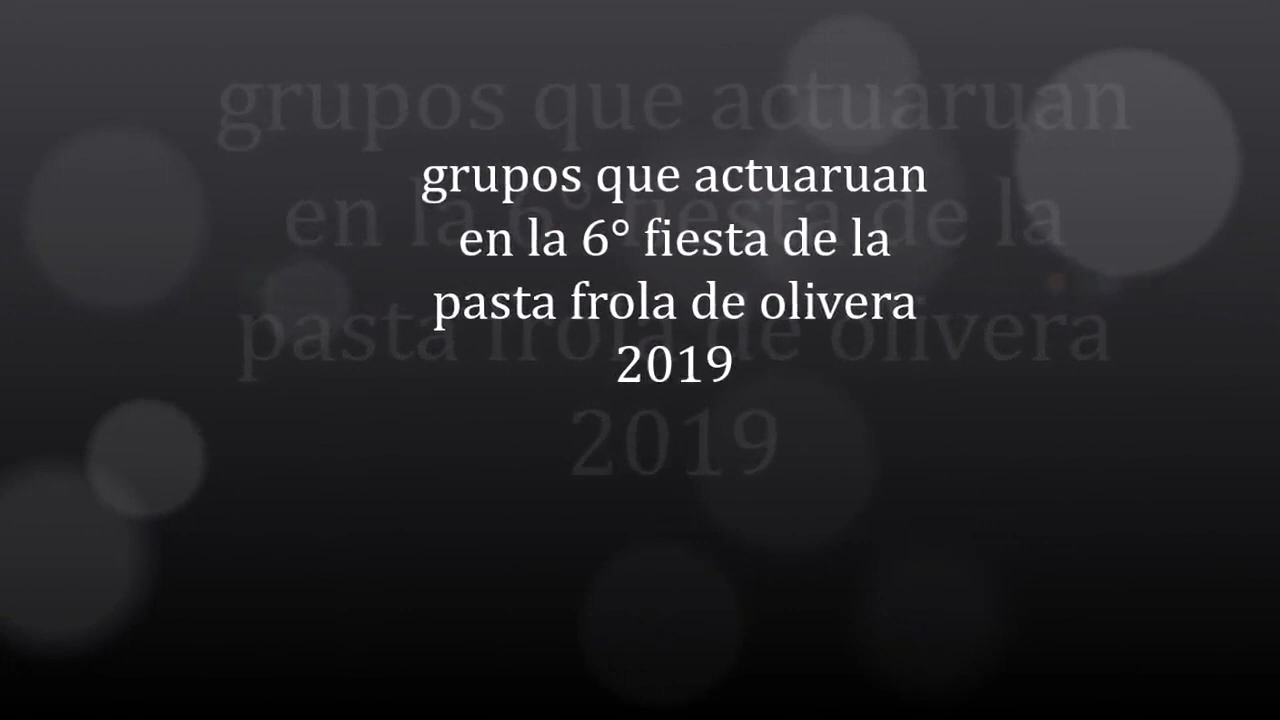 grupos que actuaruan
en la 6° fiesta de la
pasta frola de olivera
2019